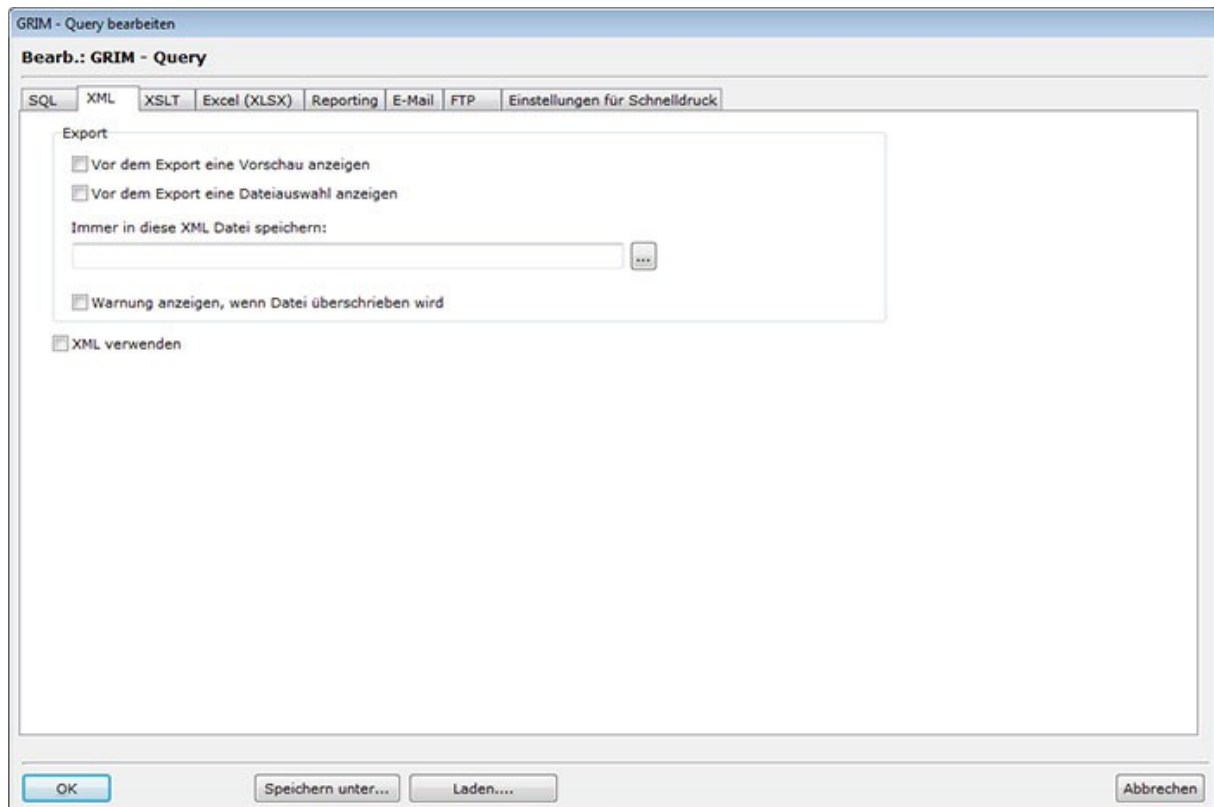 GRIM - Query bearbeiten
Bearb.: GRIM - Query
SQL XML XSLT Excel (XLSX) Reporting E-Mail FTP Einstellungen für Schnelldruck
Export
Vor dem Export eine Vorschau anzeigen
Vor dem Export eine Dateiauswahl anzeigen
Immer in diese XML Datei speichern:
...
Warnung anzeigen, wenn Datei überschrieben wird
XML verwenden
OK Speichern unter... Laden.... Abbrechen